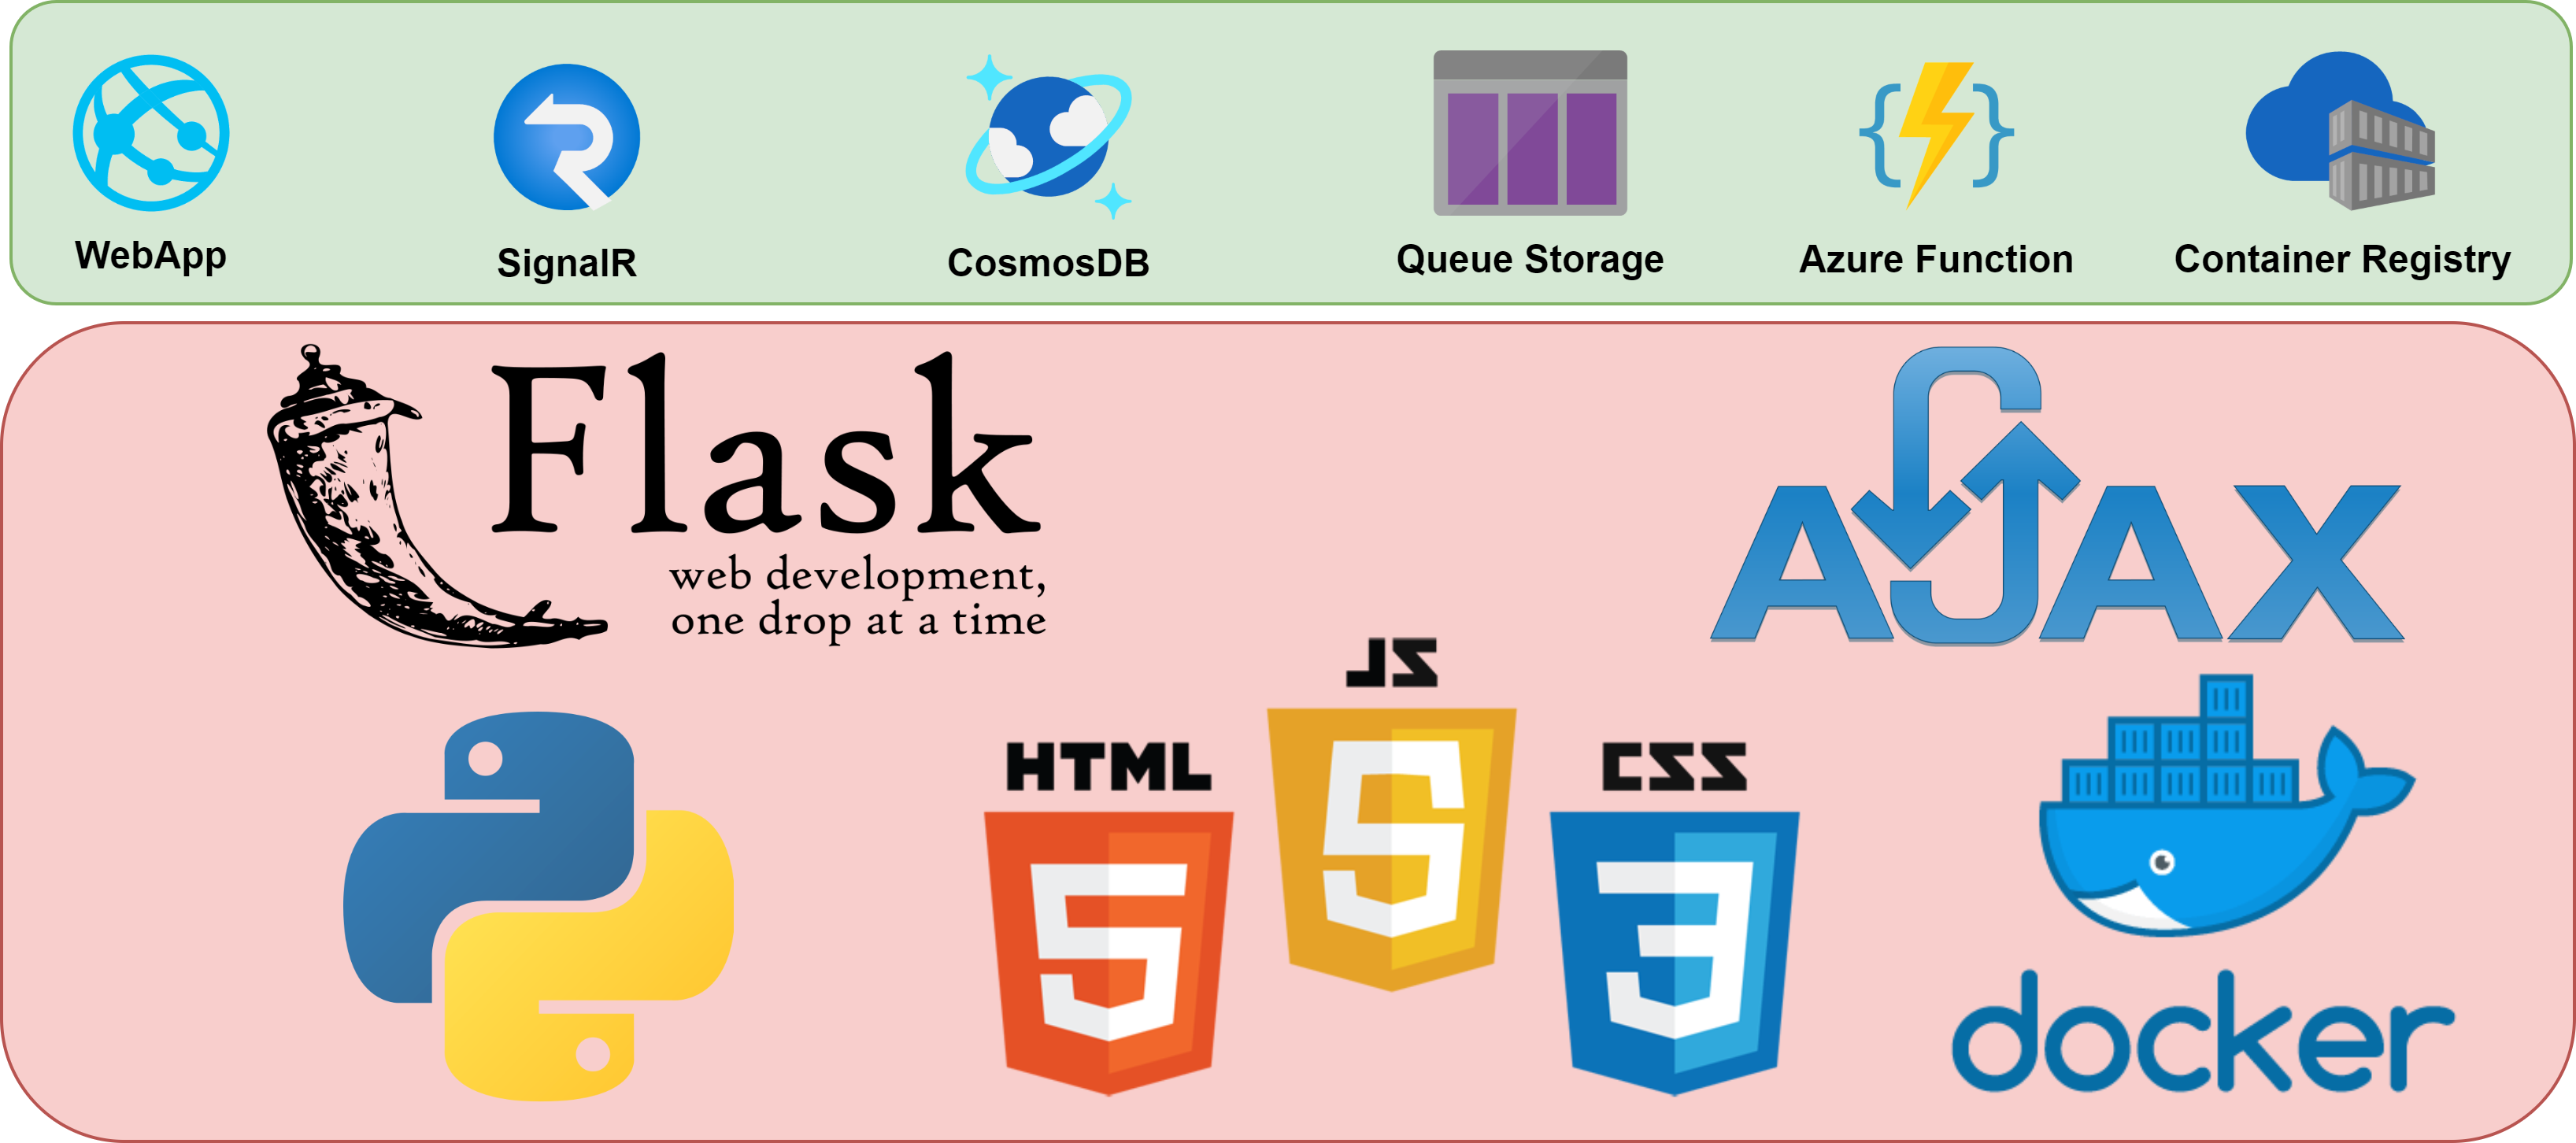 WebApp
SignalR
CosmosDB
Queue Storage
Azure Function
Container Registry
Flask
web development,
one drop at a time
AJAX
JS
5
HTML
5
CSS
3
docker